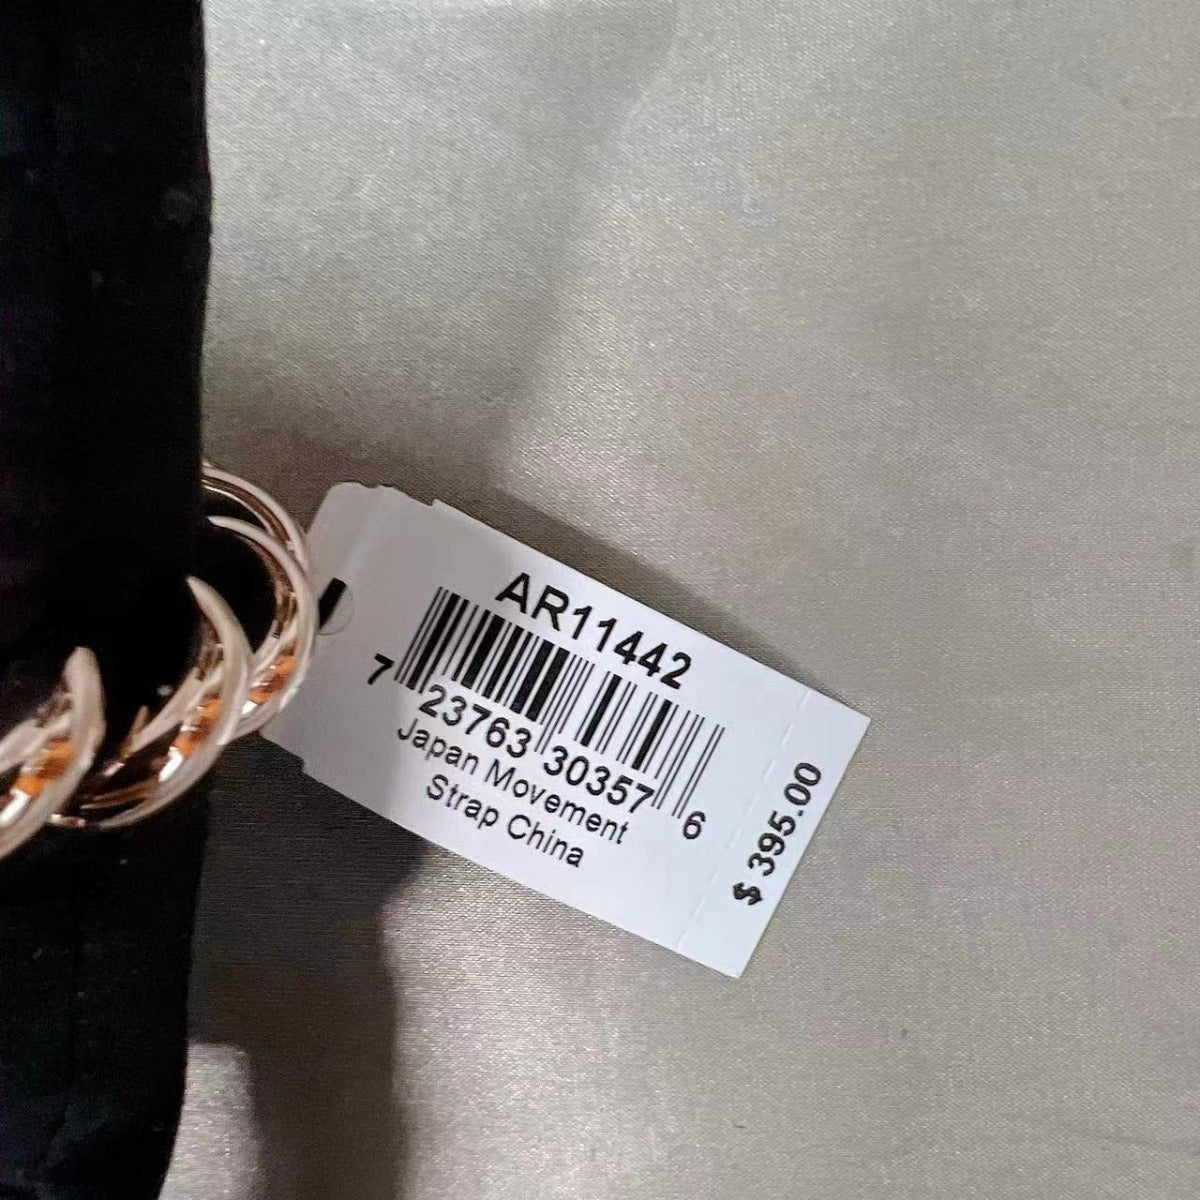 AR11442
7 23763 30357 6
Japan Movement
Strap China
$ 395.00